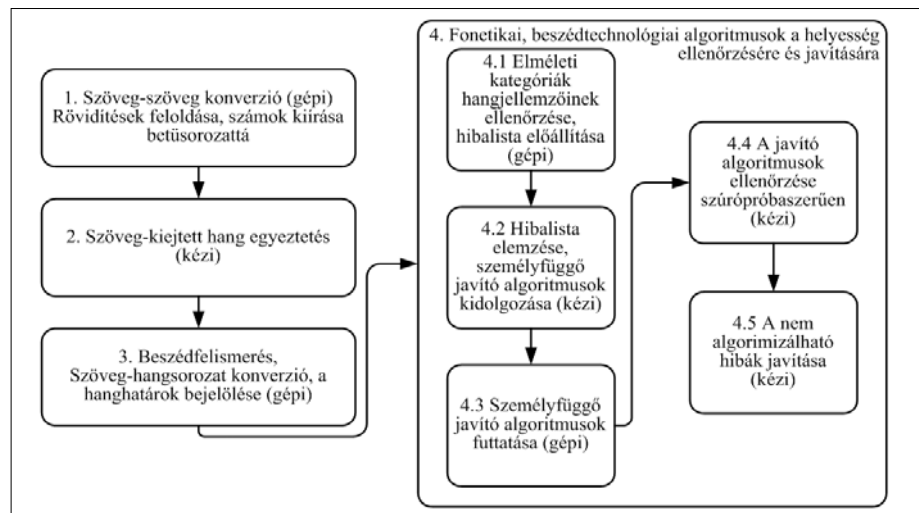 1. Szöveg-szöveg konverzió (gépi)
Rövidítések feloldása, számok kiírása
betűsorozattá
2. Szöveg-kiejtett hang egyeztetés
(kézi)
3. Beszédfelismerés,
Szöveg-hangsorozat konverzió, a
hanghatárok bejelölése (gépi)
4. Fonetikai, beszédtechnológiai algoritmusok a helyesség
ellenőrzésére és javítására
4.1 Elméleti
kategóriák
hangjellemzőinek
ellenőrzése,
hibalista előállítása
(gépi)
4.2 Hibalista
elemzése,
személyfüggő
javító algoritmusok
kidolgozása (kézi)
4.3 Személyfüggő
javító algoritmusok
futtatása (gépi)
4.4 A javító
algoritmusok
ellenőrzése
szúrópróbaszerűen
(kézi)
4.5 A nem
algorimizálható
hibák javítása
(kézi)